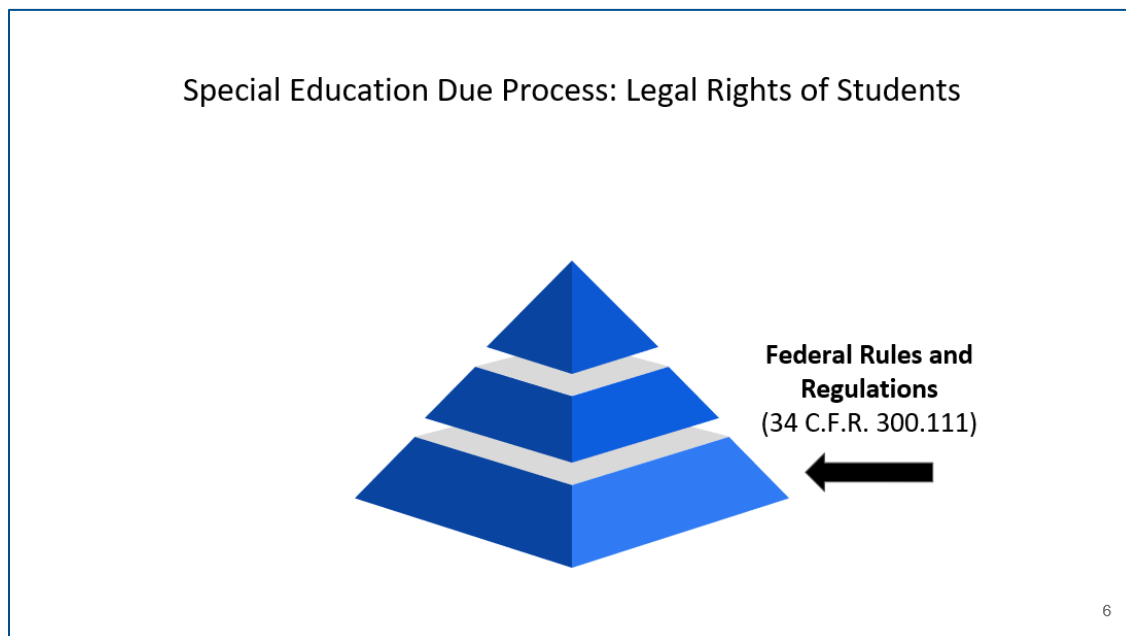 Special Education Due Process: Legal Rights of Students
Federal Rules and
Regulations
(34 C.F.R. 300.111)
6